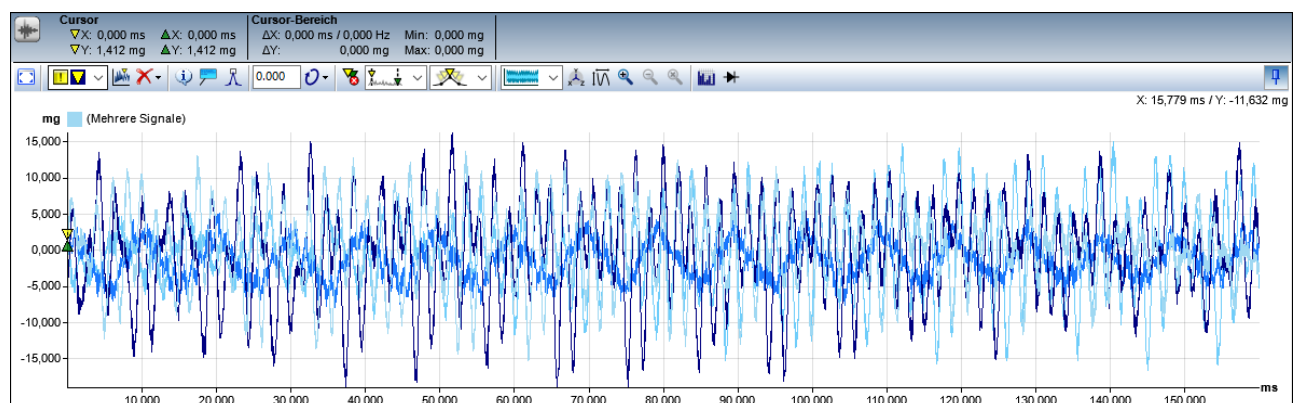 Cursor
X: 0,000 ms X: 0,000 ms
Y: 1,412 mg Y: 1,412 mg
Cursor-Bereich
ΔX: 0,000 ms / 0,000 Hz Min: 0,000 mg
ΔY: 0,000 mg Max: 0,000 mg
0.000
X: 15,779 ms / Y: -11,632 mg
mg (Mehrere Signale)
15,000
10,000
5,000
0,000
-5,000
-10,000
-15,000
ms
10,000 20,000 30,000 40,000 50,000 60,000 70,000 80,000 90,000 100,000 110,000 120,000 130,000 140,000 150,000